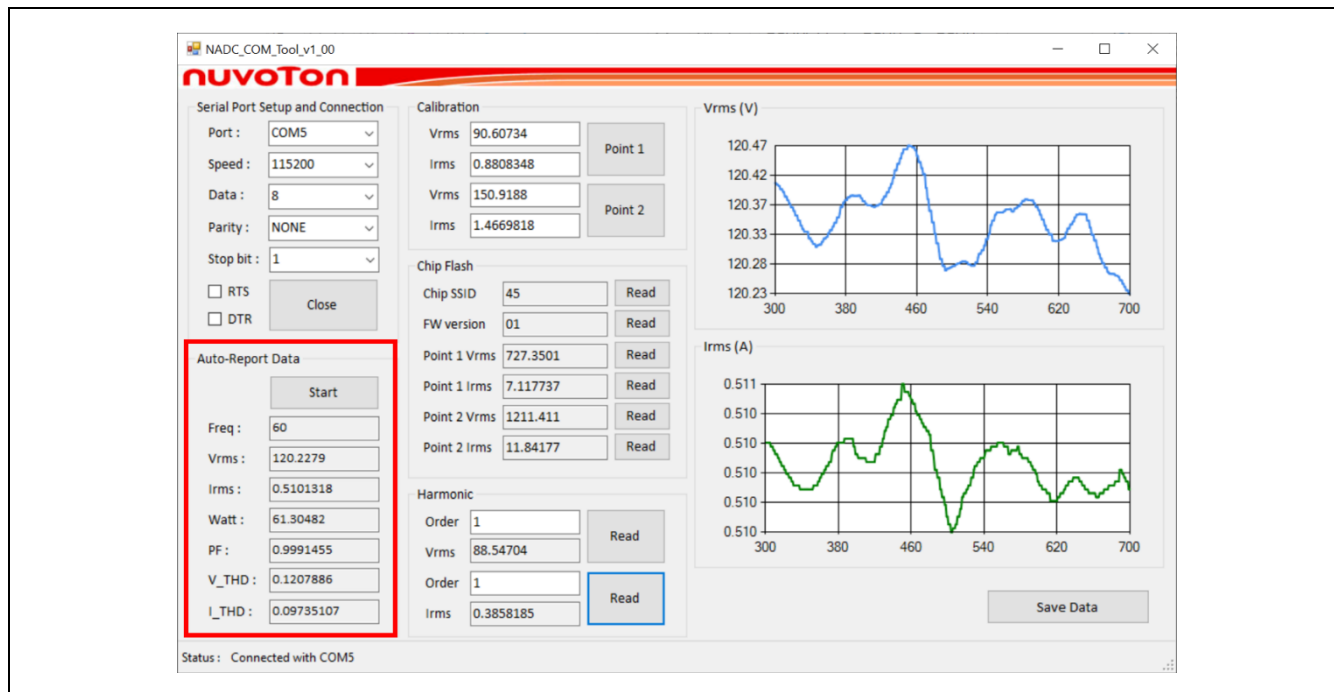 NADC_COM_Tool_v1_00
nuvoTon
Serial Port Setup and Connection
Port : COM5
Speed : 115200
Data : 8
Parity : NONE
Stop bit : 1
RTS
DTR
Close
Auto-Report Data
Start
Freq : 60
Vrms : 120.2279
Irms : 0.5101318
Watt : 61.30482
PF : 0.9991455
V_THD : 0.1207886
I_THD : 0.09735107
Calibration
Vrms 90.60734
Irms 0.8808348
Point 1
Vrms 150.9188
Irms 1.4669818
Point 2
Chip Flash
Chip SSID 45 Read
FW version 01 Read
Point 1 Vrms 727.3501 Read
Point 1 Irms 7.117737 Read
Point 2 Vrms 1211.411 Read
Point 2 Irms 11.84177 Read
Harmonic
Order 1
Vrms 88.54704
Read
Order 1
Irms 0.3858185
Read
Vrms (V)
120.47
120.42
120.37
120.33
120.28
120.23
300 380 460 540 620 700
Irms (A)
0.511
0.510
0.510
0.510
0.510
0.510
300 380 460 540 620 700
Save Data
Status : Connected with COM5